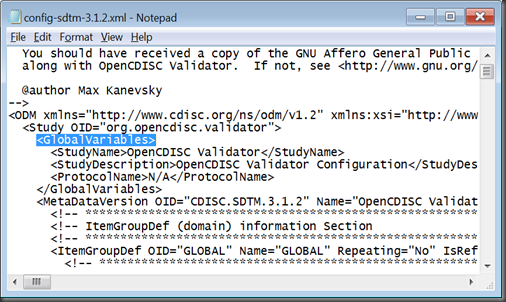 config-sdtm-3.1.2.xml - Notepad
File Edit Format View Help
You should have received a copy of the GNU Affero General Public
along with OpenCDISC Validator. If not, see <http://www.gnu.org/
@author Max Kanevsky
-->
<ODM xmlns="http://www.cdisc.org/ns/odm/v1.2" xmlns:xsi="http://www
<Study OID="org.opencdisc.validator">
<GlobalVariables>
<StudyName>OpenCDISC Validator</StudyName>
<StudyDescription>OpenCDISC Validator Configuration</StudyDes
<ProtocolName>N/A</ProtocolName>
</GlobalVariables>
<MetaDataVersion OID="CDISC.SDTM.3.1.2" Name="OpenCDISC Validat
<!-- ******************************************************
<!-- ItemGroupDef (domain) information Section
<!-- ******************************************************
<ItemGroupDef OID="GLOBAL" Name="GLOBAL" Repeating="No" IsRef
<!-- ****************************************************